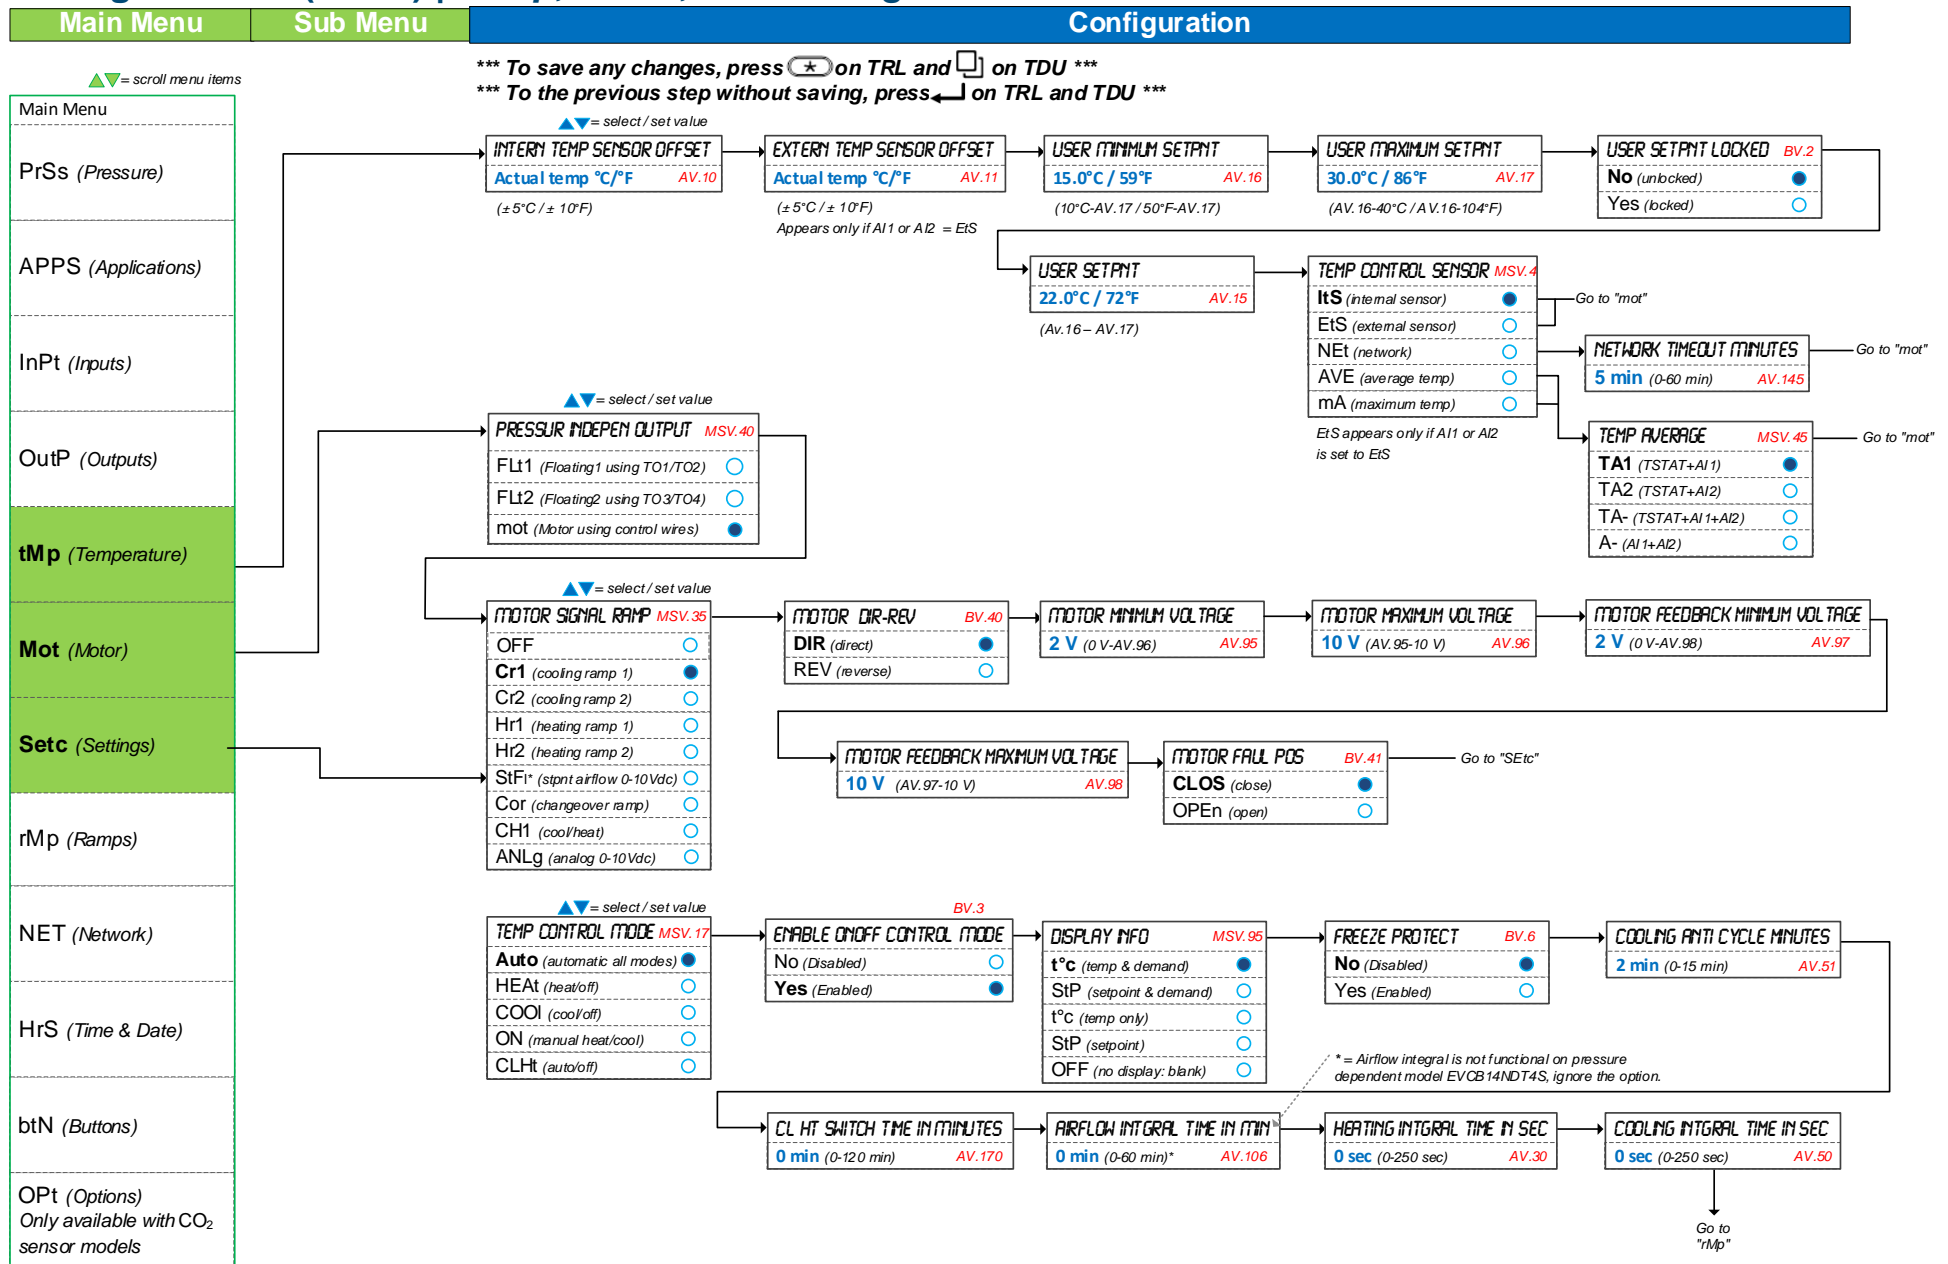 Main Menu
Sub Menu
Configuration
= scroll menu items
*** To save any changes, press * on TRL and on TDU ***
*** To the previous step without saving, press on TRL and TDU ***
Main Menu
PrSs (Pressure)
APPS (Applications)
InPt (Inputs)
OutP (Outputs)
tMp (Temperature)
Mot (Motor)
Setc (Settings)
rMp (Ramps)
NET (Network)
HrS (Time & Date)
btN (Buttons)
OPt (Options)
Only available with CO₂
sensor models
= select / set value
INTERN TEMP SENSOR OFFSET
Actual temp °C/°F AV.10
(± 5°C / ± 10°F)
EXTERN TEMP SENSOR OFFSET
Actual temp °C/°F AV.11
(± 5°C / ± 10°F)
Appears only if AI1 or AI2 = EtS
USER MINIMUM SETPNT
15.0°C / 59°F AV.16
(10°C-AV.17 / 50°F-AV.17)
USER MAXIMUM SETPNT
30.0°C / 86°F AV.17
(AV.16-40°C / AV.16-104°F)
USER SETPNT LOCKED BV.2
No (unlocked)
Yes (locked)
USER SETPNT
22.0°C / 72°F AV.15
(Av.16 – AV.17)
TEMP CONTROL SENSOR MSV.4
ItS (internal sensor)
EtS (external sensor)
NEt (network)
AVE (average temp)
mA (maximum temp)
EtS appears only if AI1 or AI2
is set to EtS
Go to "mot"
NETWORK TIMEOUT MINUTES
5 min (0-60 min) AV.145
Go to "mot"
TEMP AVERAGE MSV.45
TA1 (TSTAT+AI1)
TA2 (TSTAT+AI2)
TA- (TSTAT+AI1+AI2)
A- (AI1+AI2)
Go to "mot"
= select / set value
PRESSUR INDEPEN OUTPUT MSV.40
FLt1 (Floating1 using TO1/TO2)
FLt2 (Floating2 using TO3/TO4)
mot (Motor using control wires)
= select / set value
MOTOR SIGNAL RAMP MSV.35
OFF
Cr1 (cooling ramp 1)
Cr2 (cooling ramp 2)
Hr1 (heating ramp 1)
Hr2 (heating ramp 2)
StFl* (stpnt airflow 0-10Vdc)
Cor (changeover ramp)
CH1 (cool/heat)
ANLg (analog 0-10Vdc)
MOTOR DIR-REV BV.40
DIR (direct)
REV (reverse)
MOTOR MINIMUM VOLTAGE
2 V (0 V-AV.96) AV.95
MOTOR MAXIMUM VOLTAGE
10 V (AV.95-10 V) AV.96
MOTOR FEEDBACK MINIMUM VOLTAGE
2 V (0 V-AV.98) AV.97
MOTOR FEEDBACK MAXIMUM VOLTAGE
10 V (AV.97-10 V) AV.98
MOTOR FAUL POS BV.41
CLOS (close)
OPEn (open)
Go to "SEtc"
= select / set value
TEMP CONTROL MODE MSV.17
Auto (automatic all modes)
HEAt (heat/off)
COOl (cool/off)
ON (manual heat/cool)
CLHt (auto/off)
BV.3
ENABLE ONOFF CONTROL MODE
No (Disabled)
Yes (Enabled)
DISPLAY INFO MSV.95
t°c (temp & demand)
StP (setpoint & demand)
t°c (temp only)
StP (setpoint)
OFF (no display: blank)
FREEZE PROTECT BV.6
No (Disabled)
Yes (Enabled)
COOLING ANTI CYCLE MINUTES
2 min (0-15 min) AV.51
* = Airflow integral is not functional on pressure
dependent model EVCB14NDT4S, ignore the option.
CL HT SWITCH TIME IN MINUTES
0 min (0-120 min) AV.170
AIRFLOW INTGRAL TIME IN MIN
0 min (0-60 min)* AV.106
HEATING INTGRAL TIME IN SEC
0 sec (0-250 sec) AV.30
COOLING INTGRAL TIME IN SEC
0 sec (0-250 sec) AV.50
Go to
"rMp"